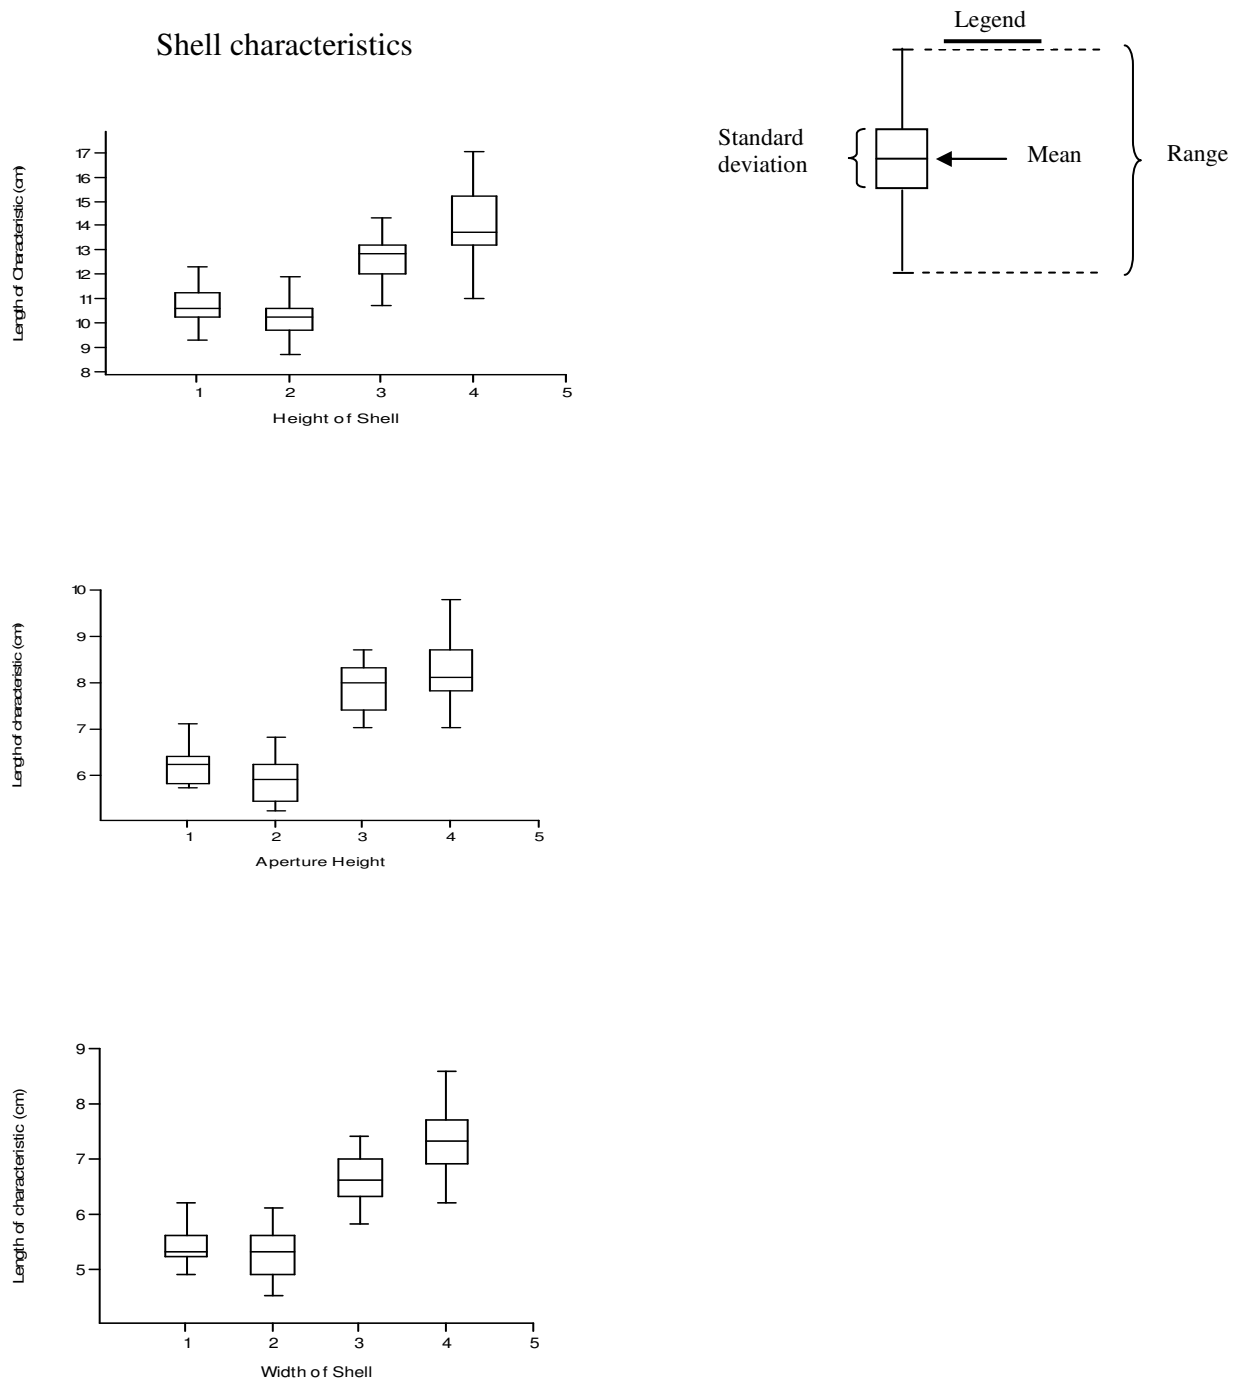 Shell characteristics
Legend
Standard
deviation
Mean
Range
Length of Characteristic (cm)
17
16
15
14
13
12
11
10
9
8
1 2 3 4 5
Height of Shell
Length of characteristic (cm)
10
9
8
7
6
1 2 3 4 5
Aperture Height
Length of characteristic (cm)
9
8
7
6
5
1 2 3 4 5
Width of Shell